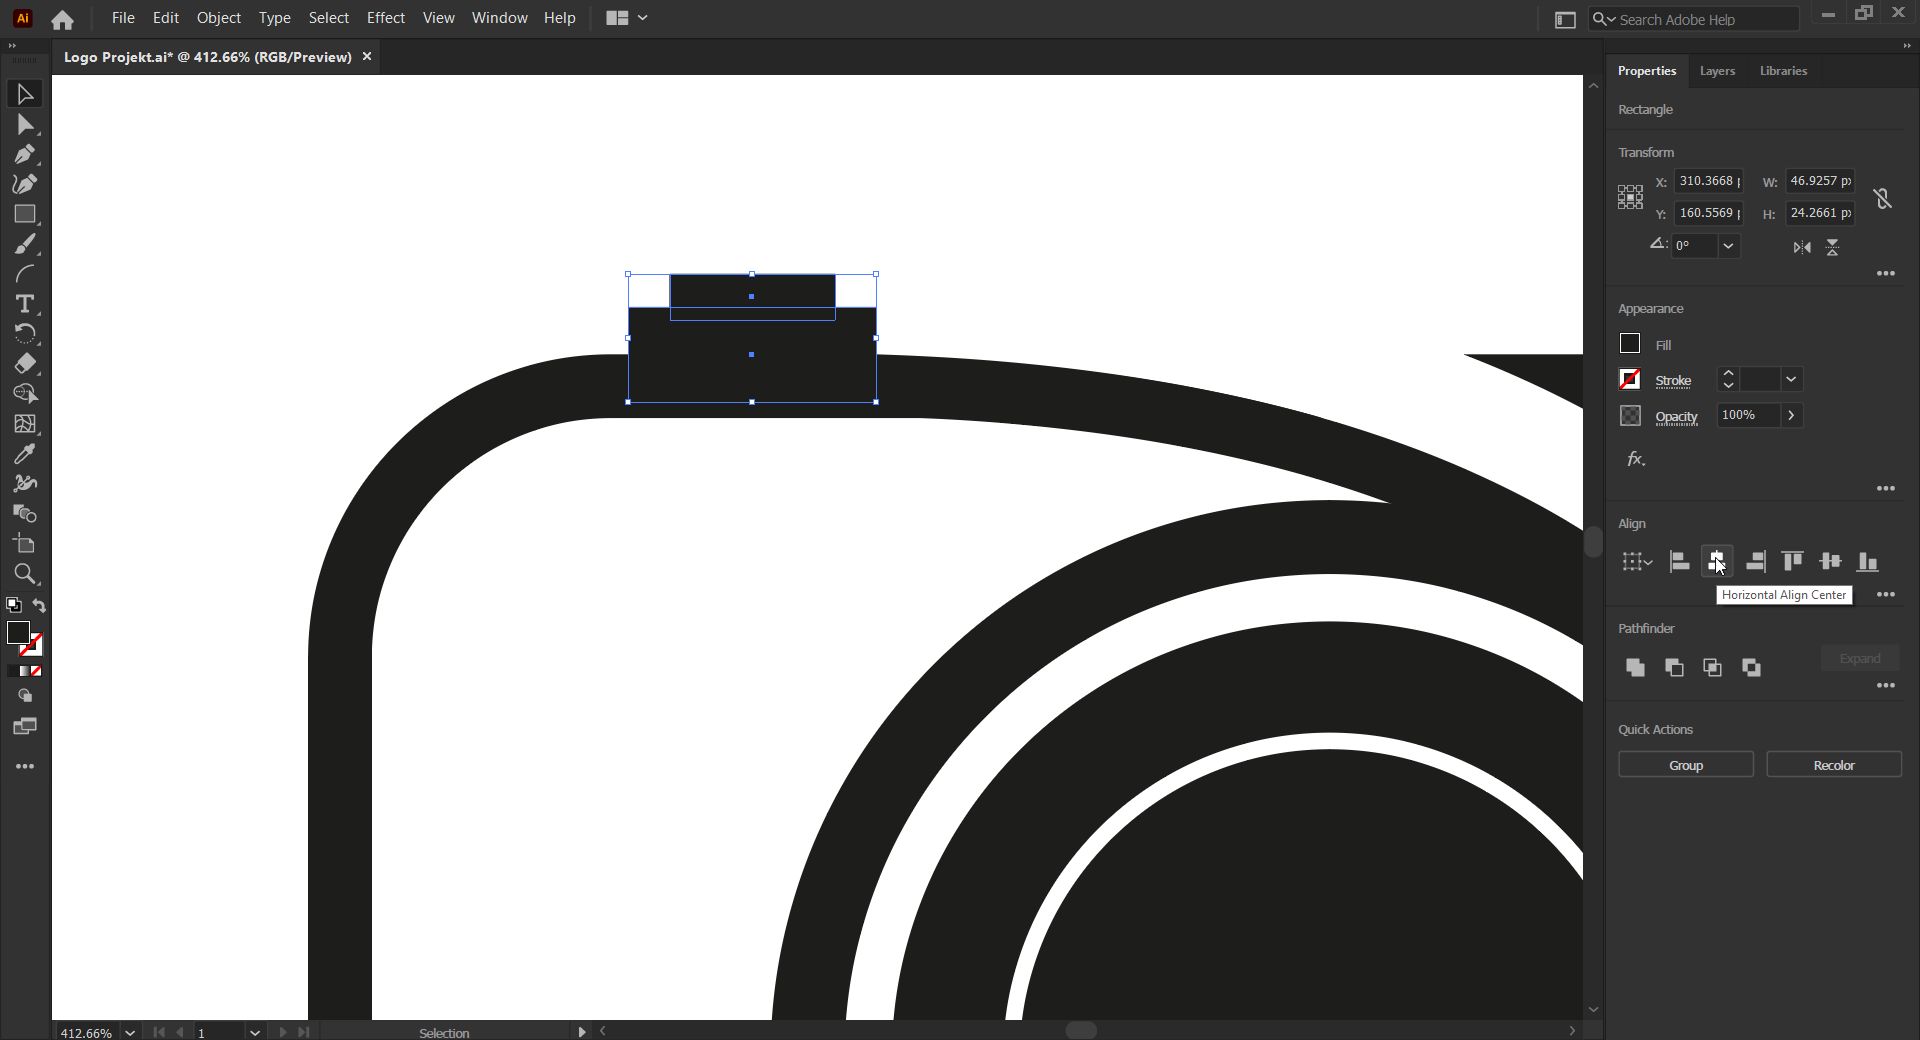 Ai File Edit Object Type Select Effect View Window Help Search Adobe Help
Logo Projekt.ai* @ 412.66% (RGB/Preview) ×
Properties Layers Libraries
Rectangle
Transform
X: 310.3668 W: 46.9257 px
Y: 160.5569 H: 24.2661 px
0°
Appearance
Fill
Stroke
Opacity 100%
fx.
Align
Horizontal Align Center
Pathfinder
Expand
Quick Actions
Group Recolor
412.66% 1 Selection